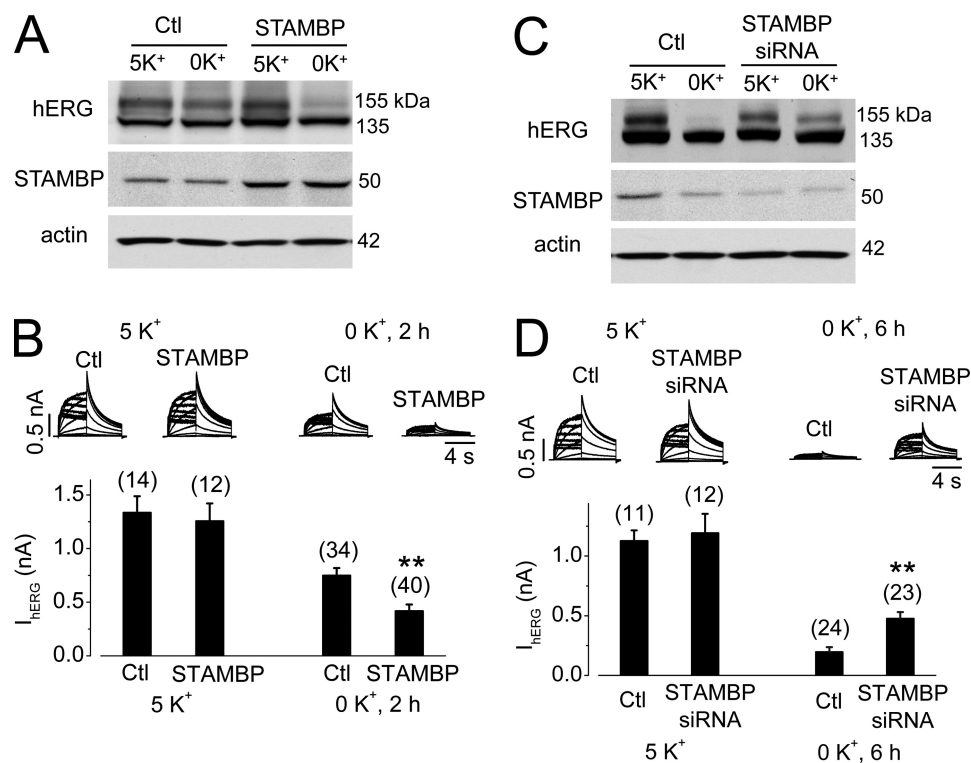 A
Ctl STAMBP
5K⁺ 0K⁺ 5K⁺ 0K⁺
hERG 155 kDa
135
STAMBP 50
actin 42
C
Ctl STAMBP
siRNA
5K⁺ 0K⁺ 5K⁺ 0K⁺
hERG 155 kDa
135
STAMBP 50
actin 42
B
5 K⁺ 0 K⁺, 2 h
Ctl STAMBP Ctl STAMBP
0.5 nA
4 s
I hERG (nA)
1.5
1.0
0.5
0.0
(14) (12) (34) **
(40)
Ctl STAMBP Ctl STAMBP
5 K⁺ 0 K⁺, 2 h
D
5 K⁺ 0 K⁺, 6 h
Ctl STAMBP
siRNA
Ctl STAMBP
siRNA
0.5 nA
4 s
I hERG (nA)
1.0
0.5
0.0
(11) (12) (24) **
(23)
Ctl STAMBP
siRNA
Ctl STAMBP
siRNA
5 K⁺ 0 K⁺, 6 h